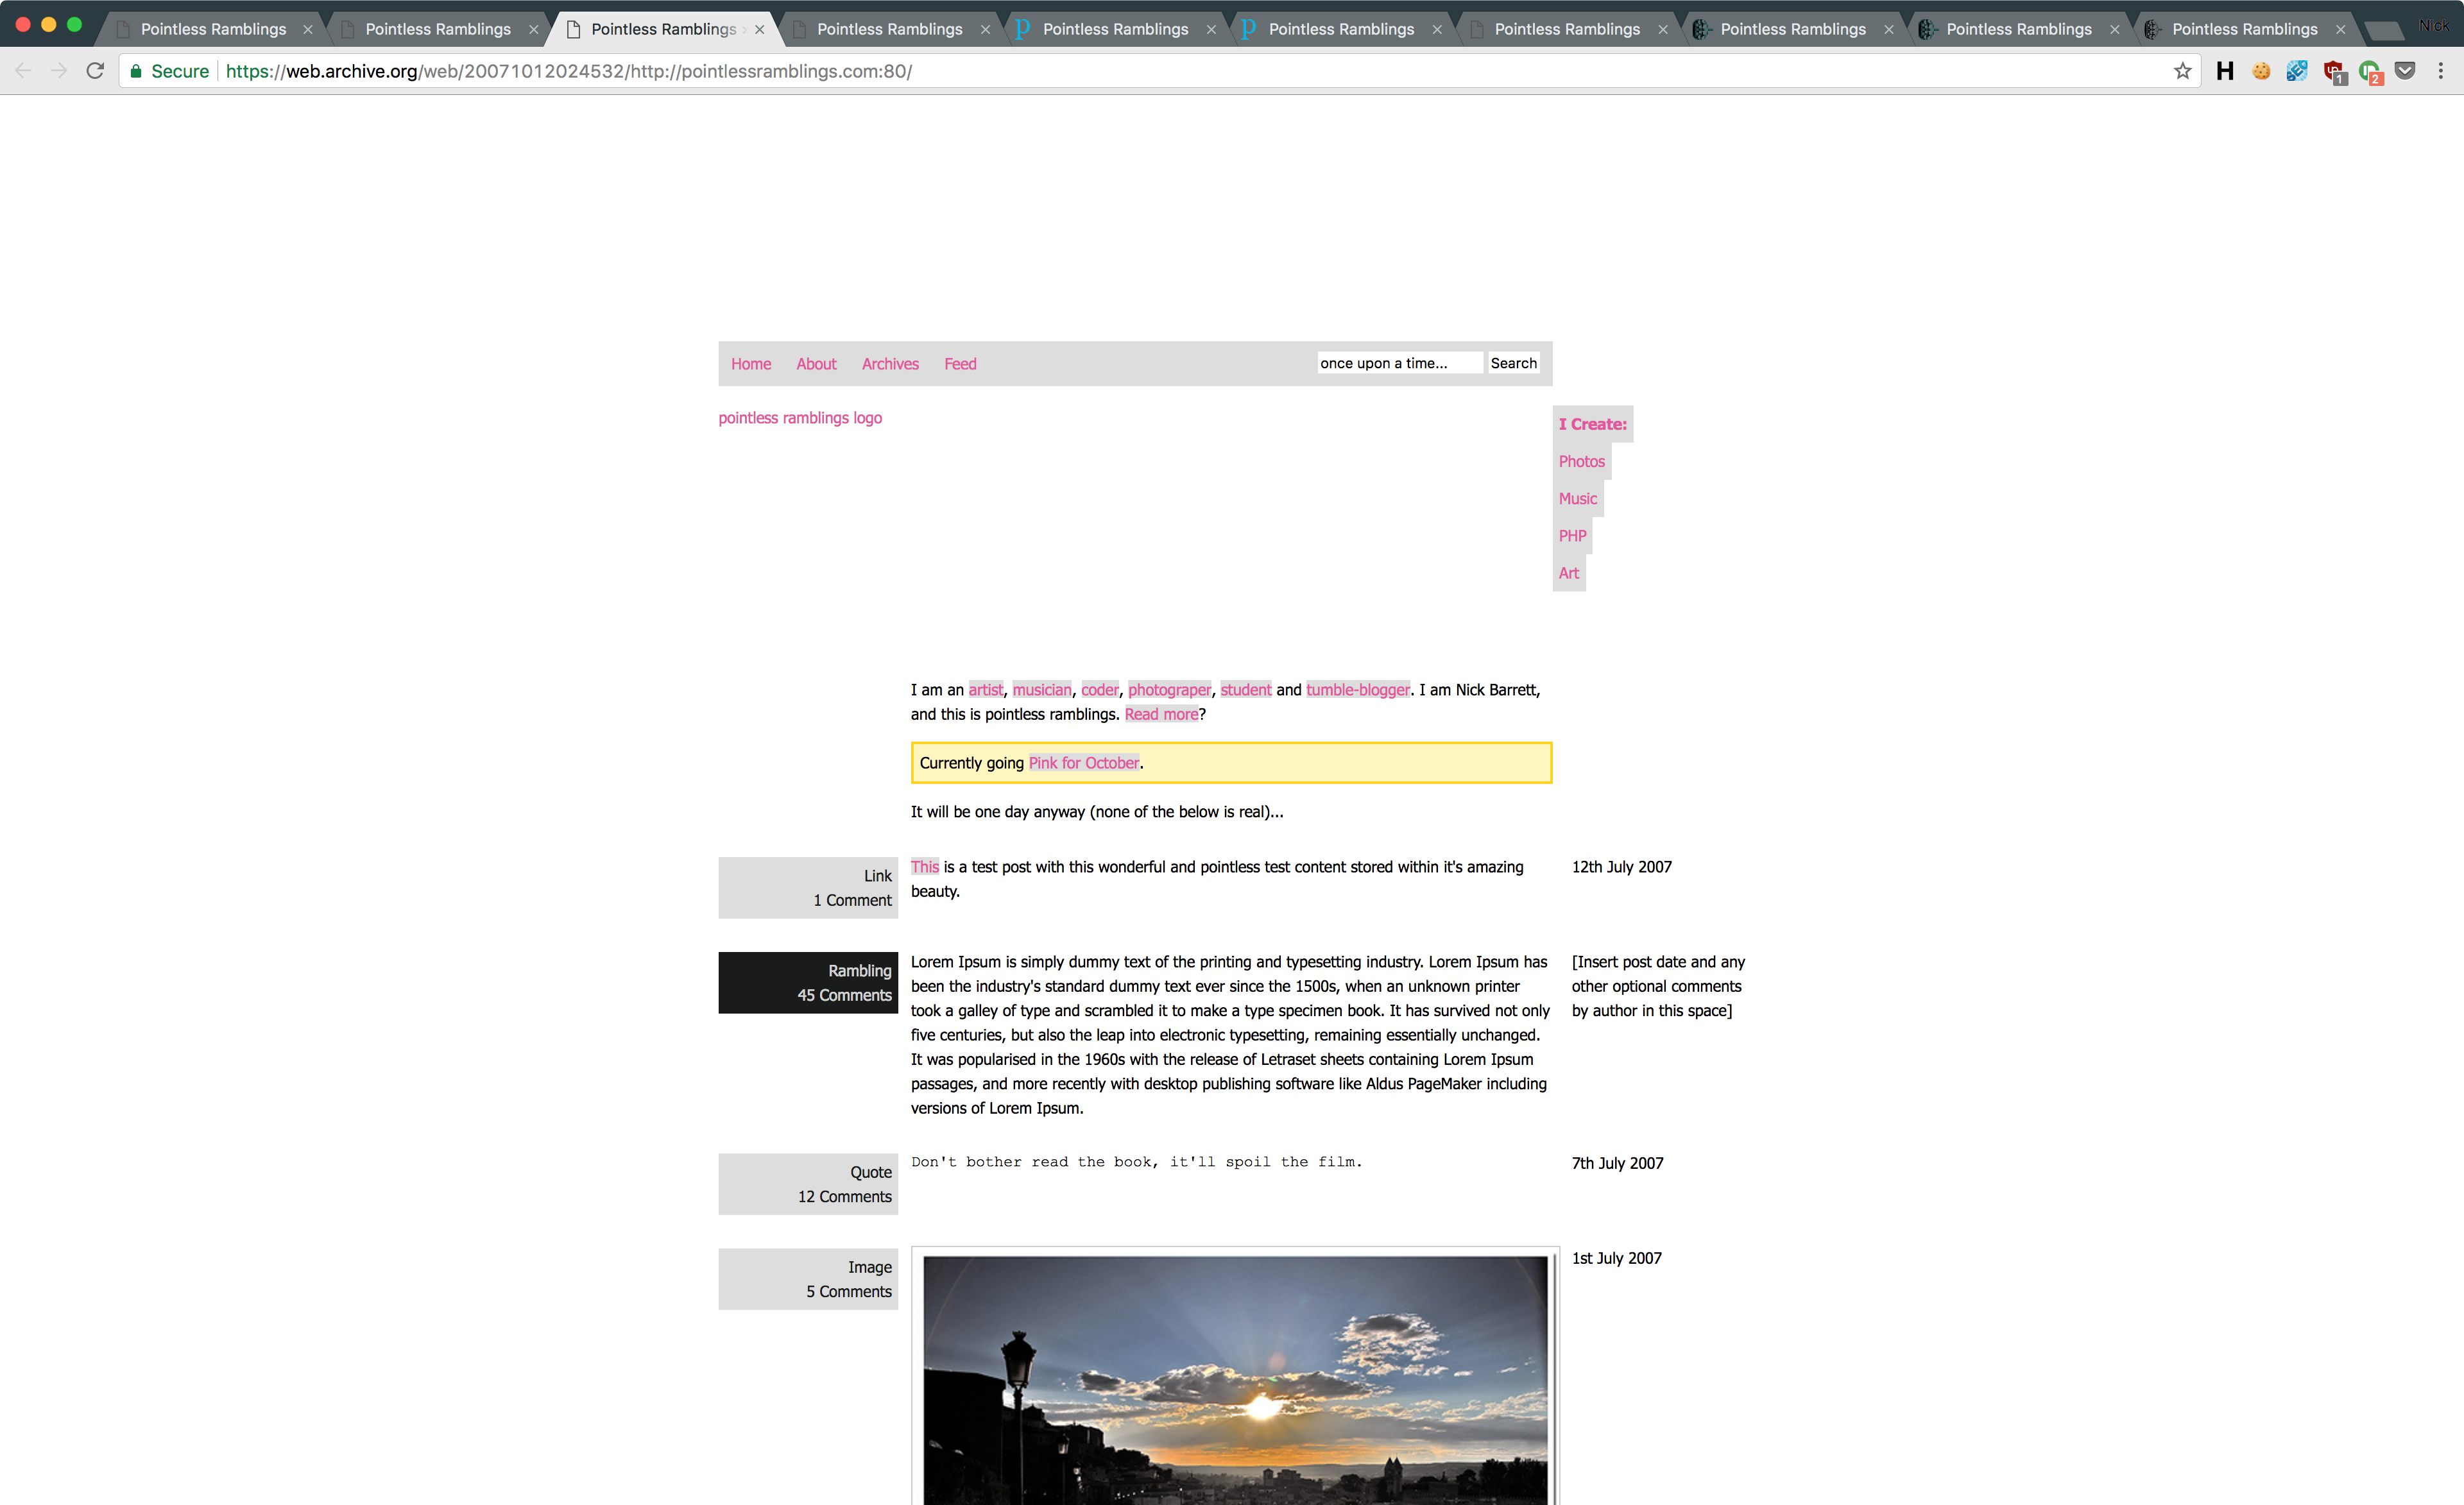 Pointless Ramblings Pointless Ramblings Pointless Ramblings Pointless Ramblings Pointless Ramblings Pointless Ramblings Pointless Ramblings Pointless Ramblings Pointless Ramblings Pointless Ramblings Nick
Secure https://web.archive.org/web/20071012024532/http://pointlessramblings.com:80/ H 1 2
Home About Archives Feed once upon a time... Search
pointless ramblings logo
I Create:
Photos
Music
PHP
Art
I am an artist, musician, coder, photograper, student and tumble-blogger. I am Nick Barrett,
and this is pointless ramblings. Read more?
Currently going Pink for October.
It will be one day anyway (none of the below is real)...
Link
1 Comment
This is a test post with this wonderful and pointless test content stored within it's amazing
beauty.
12th July 2007
Rambling
45 Comments
Lorem Ipsum is simply dummy text of the printing and typesetting industry. Lorem Ipsum has
been the industry's standard dummy text ever since the 1500s, when an unknown printer
took a galley of type and scrambled it to make a type specimen book. It has survived not only
five centuries, but also the leap into electronic typesetting, remaining essentially unchanged.
It was popularised in the 1960s with the release of Letraset sheets containing Lorem Ipsum
passages, and more recently with desktop publishing software like Aldus PageMaker including
versions of Lorem Ipsum.
[Insert post date and any
other optional comments
by author in this space]
Quote
12 Comments
Don't bother read the book, it'll spoil the film.
7th July 2007
Image
5 Comments
1st July 2007